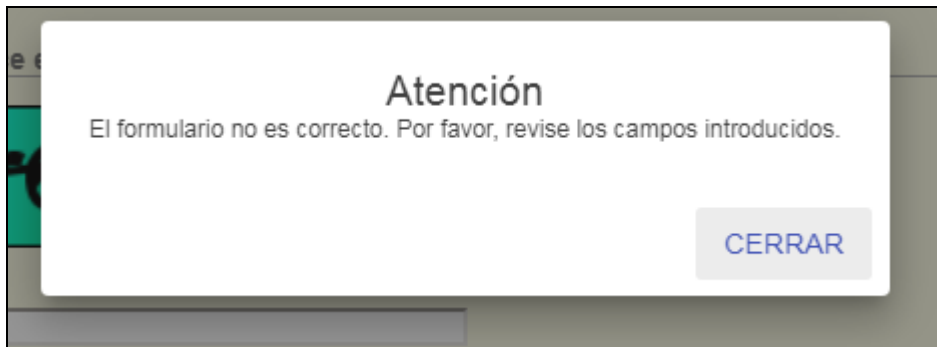 Atención
El formulario no es correcto. Por favor, revise los campos introducidos.
CERRAR